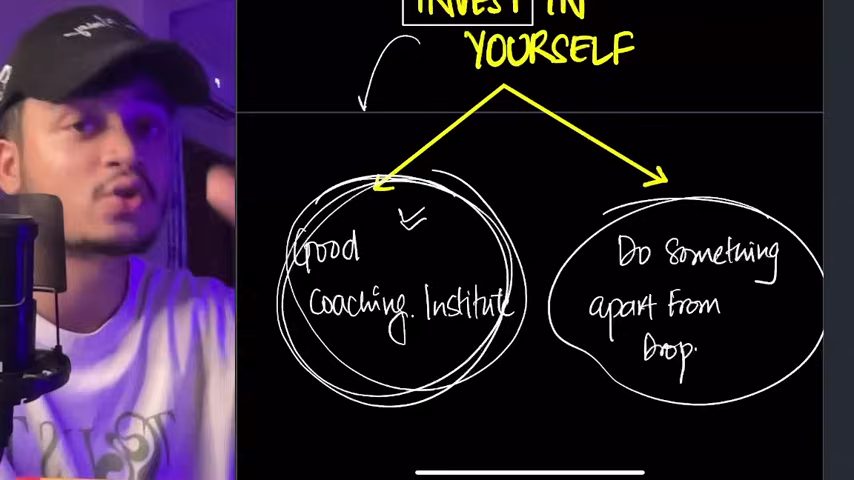 INVEST IN
YOURSELF
Good
Coaching. Institute
Do Something
apart from
Drop.